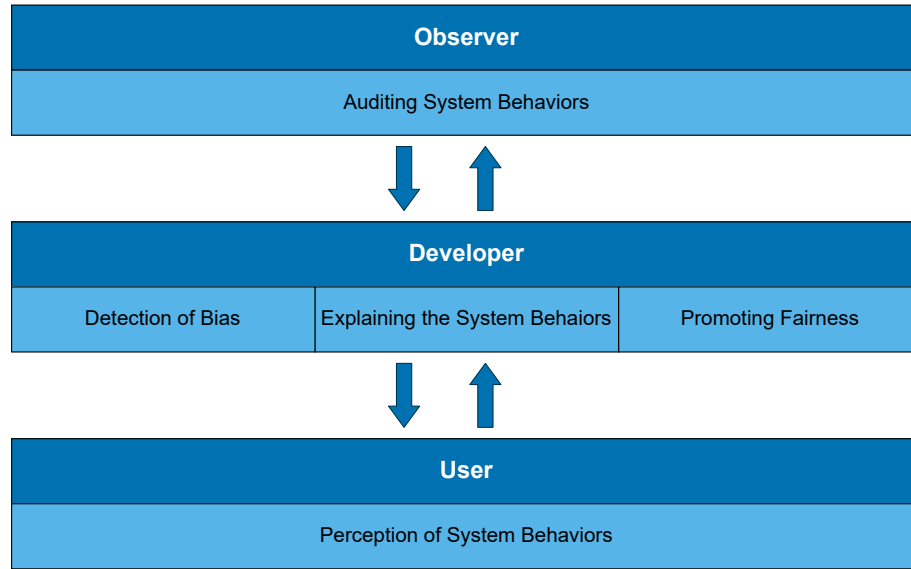 Observer
Auditing System Behaviors
Developer
Detection of Bias
Explaining the System Behaiors
Promoting Fairness
User
Perception of System Behaviors